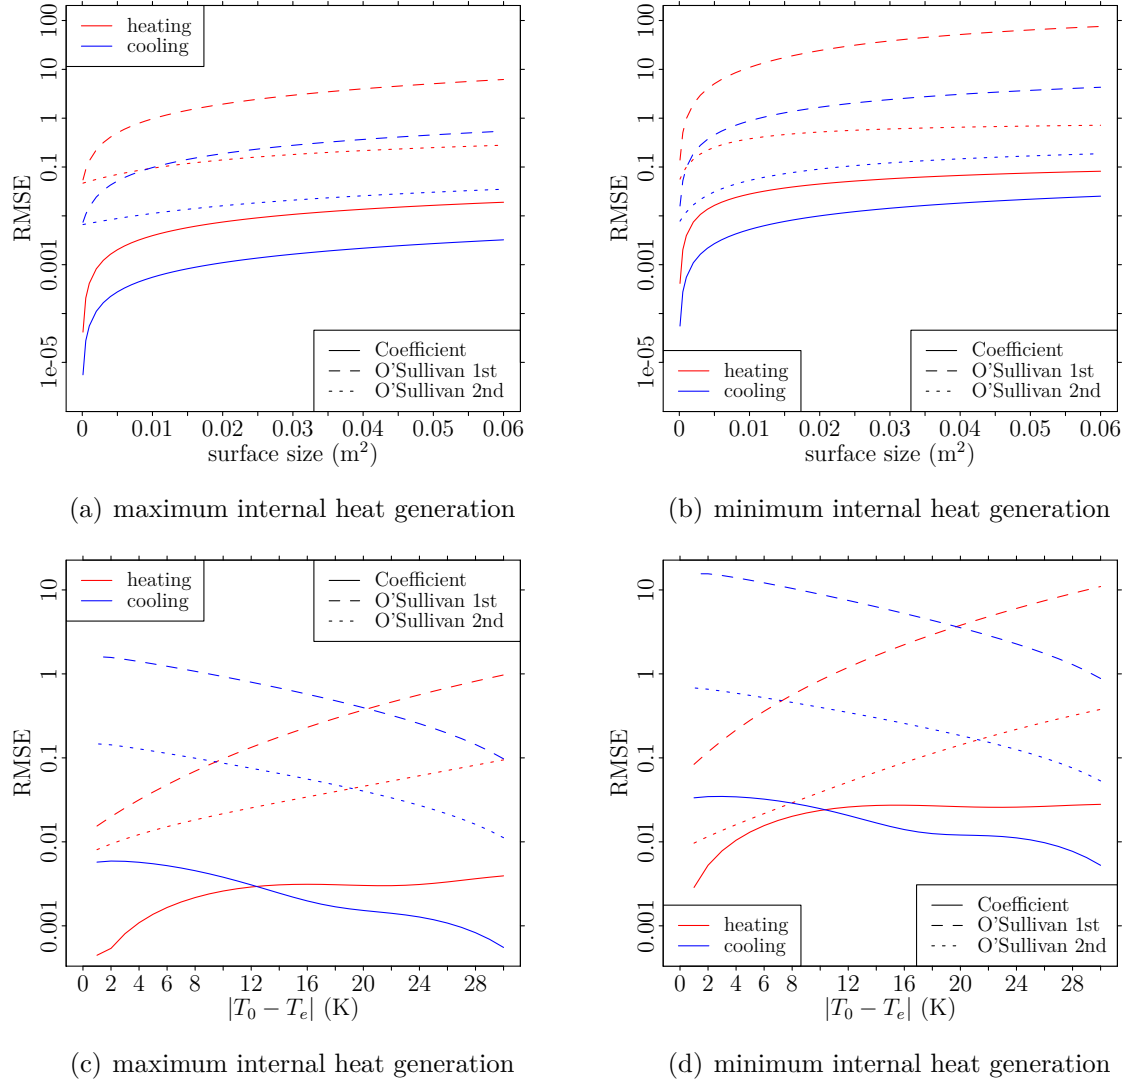 heating
cooling
RMSE
100
10
1
0.1
0.001
1e-05
Coefficient
O'Sullivan 1st
O'Sullivan 2nd
0 0.01 0.02 0.03 0.04 0.05 0.06
surface size (m²)
(a) maximum internal heat generation
RMSE
100
10
1
0.1
0.001
1e-05
heating
cooling
Coefficient
O'Sullivan 1st
O'Sullivan 2nd
0 0.01 0.02 0.03 0.04 0.05 0.06
surface size (m²)
(b) minimum internal heat generation
heating
cooling
Coefficient
O'Sullivan 1st
O'Sullivan 2nd
RMSE
10
1
0.1
0.01
0.001
0 2 4 6 8 12 16 20 24 28
|T₀ − Tₑ| (K)
(c) maximum internal heat generation
RMSE
10
1
0.1
0.01
0.001
heating
cooling
Coefficient
O'Sullivan 1st
O'Sullivan 2nd
0 2 4 6 8 12 16 20 24 28
|T₀ − Tₑ| (K)
(d) minimum internal heat generation